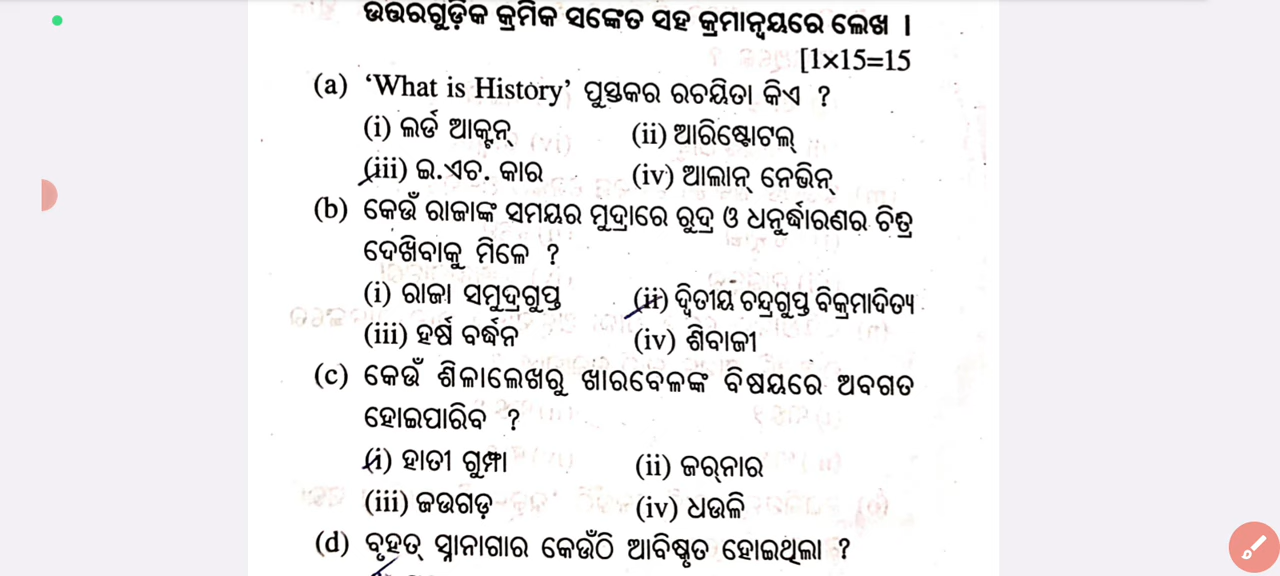 ଉତ୍ତରଗୁଡ଼ିକ କ୍ରମିକ ସଙ୍କେତ ସହ କ୍ରମାନ୍ୱୟରେ ଲେଖ ।
[1×15=15
(a) ‘What is History’ ପୁସ୍ତକର ରଚୟିତା କିଏ ?
(i) ଲର୍ଡ ଆକ୍ଟନ୍ (ii) ଆରିଷ୍ଟୋଟଲ୍
(iii) ଇ.ଏଚ. କାର (iv) ଆଲାନ୍ ନେଭିନ୍
(b) କେଉଁ ରାଜାଙ୍କ ସମୟର ମୁଦ୍ରାରେ ରୁଦ୍ର ଓ ଧନୁର୍ଦ୍ଧାରଣର ଚିତ୍ର
ଦେଖିବାକୁ ମିଳେ ?
(i) ରାଜା ସମୁଦ୍ରଗୁପ୍ତ (ii) ଦ୍ୱିତୀୟ ଚନ୍ଦ୍ରଗୁପ୍ତ ବିକ୍ରମାଦିତ୍ୟ
(iii) ହର୍ଷ ବର୍ଦ୍ଧନ (iv) ଶିବାଜୀ
(c) କେଉଁ ଶିଳାଲେଖରୁ ଖାରବେଳଙ୍କ ବିଷୟରେ ଅବଗତ
ହୋଇପାରିବ ?
(i) ହାତୀ ଗୁମ୍ଫା (ii) ଜର୍‌ନାର
(iii) ଜଉଗଡ଼ (iv) ଧଉଳି
(d) ବୃହତ୍ ସ୍ନାନାଗାର କେଉଁଠି ଆବିଷ୍କୃତ ହୋଇଥିଲା ?